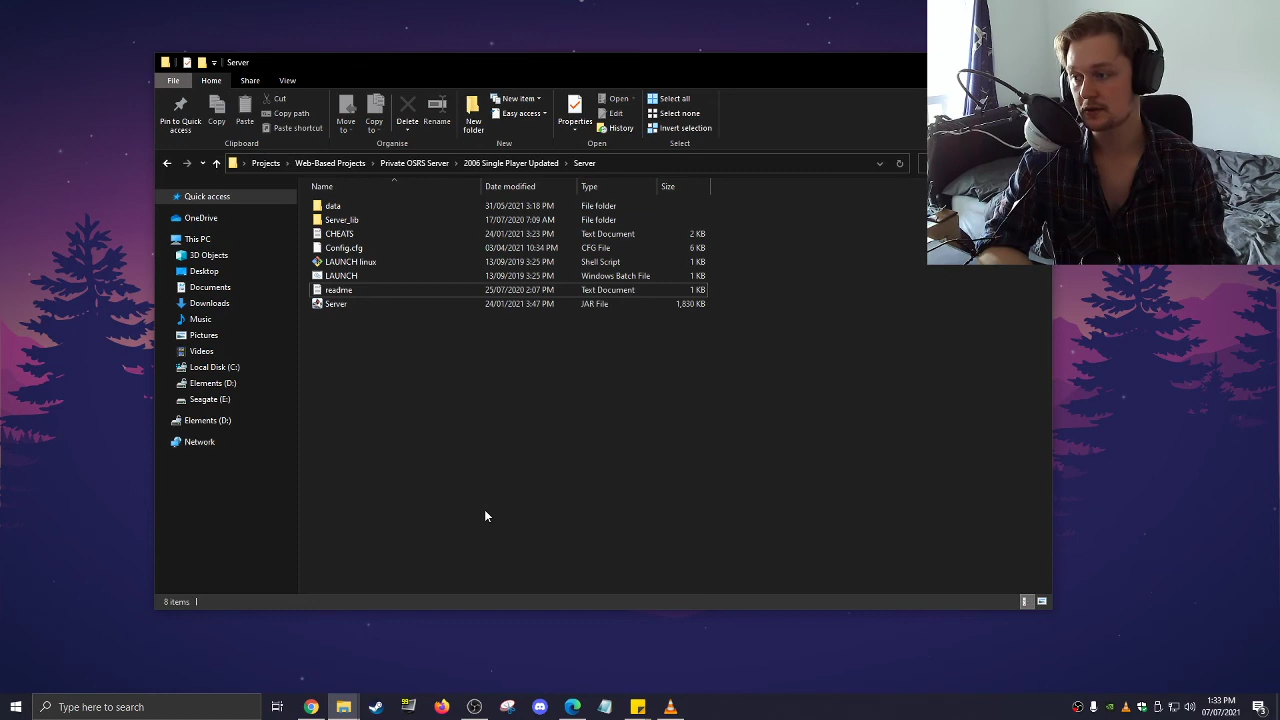 Server
File Home Share View
Pin to Quick access
Copy
Paste
Cut
Copy path
Paste shortcut
Clipboard
Move to
Copy to
Delete
Rename
Organise
New folder
New item
Easy access
New
Properties
Open
Edit
History
Open
Select all
Select none
Invert selection
Select
Projects Web-Based Projects Private OSRS Server 2006 Single Player Updated Server
Quick access
OneDrive
This PC
3D Objects
Desktop
Documents
Downloads
Music
Pictures
Videos
Local Disk (C:)
Elements (D:)
Seagate (E:)
Elements (D:)
Network
Name Date modified Type Size
data 31/05/2021 3:18 PM File folder
Server_lib 17/07/2020 7:09 AM File folder
CHEATS 24/01/2021 3:23 PM Text Document 2 KB
Config.cfg 03/04/2021 10:34 PM CFG File 6 KB
LAUNCH linux 13/09/2019 3:25 PM Shell Script 1 KB
LAUNCH 13/09/2019 3:25 PM Windows Batch File 1 KB
readme 25/07/2020 2:07 PM Text Document 1 KB
Server 24/01/2021 3:47 PM JAR File 1,830 KB
8 items
Type here to search
1:33 PM
07/07/2021